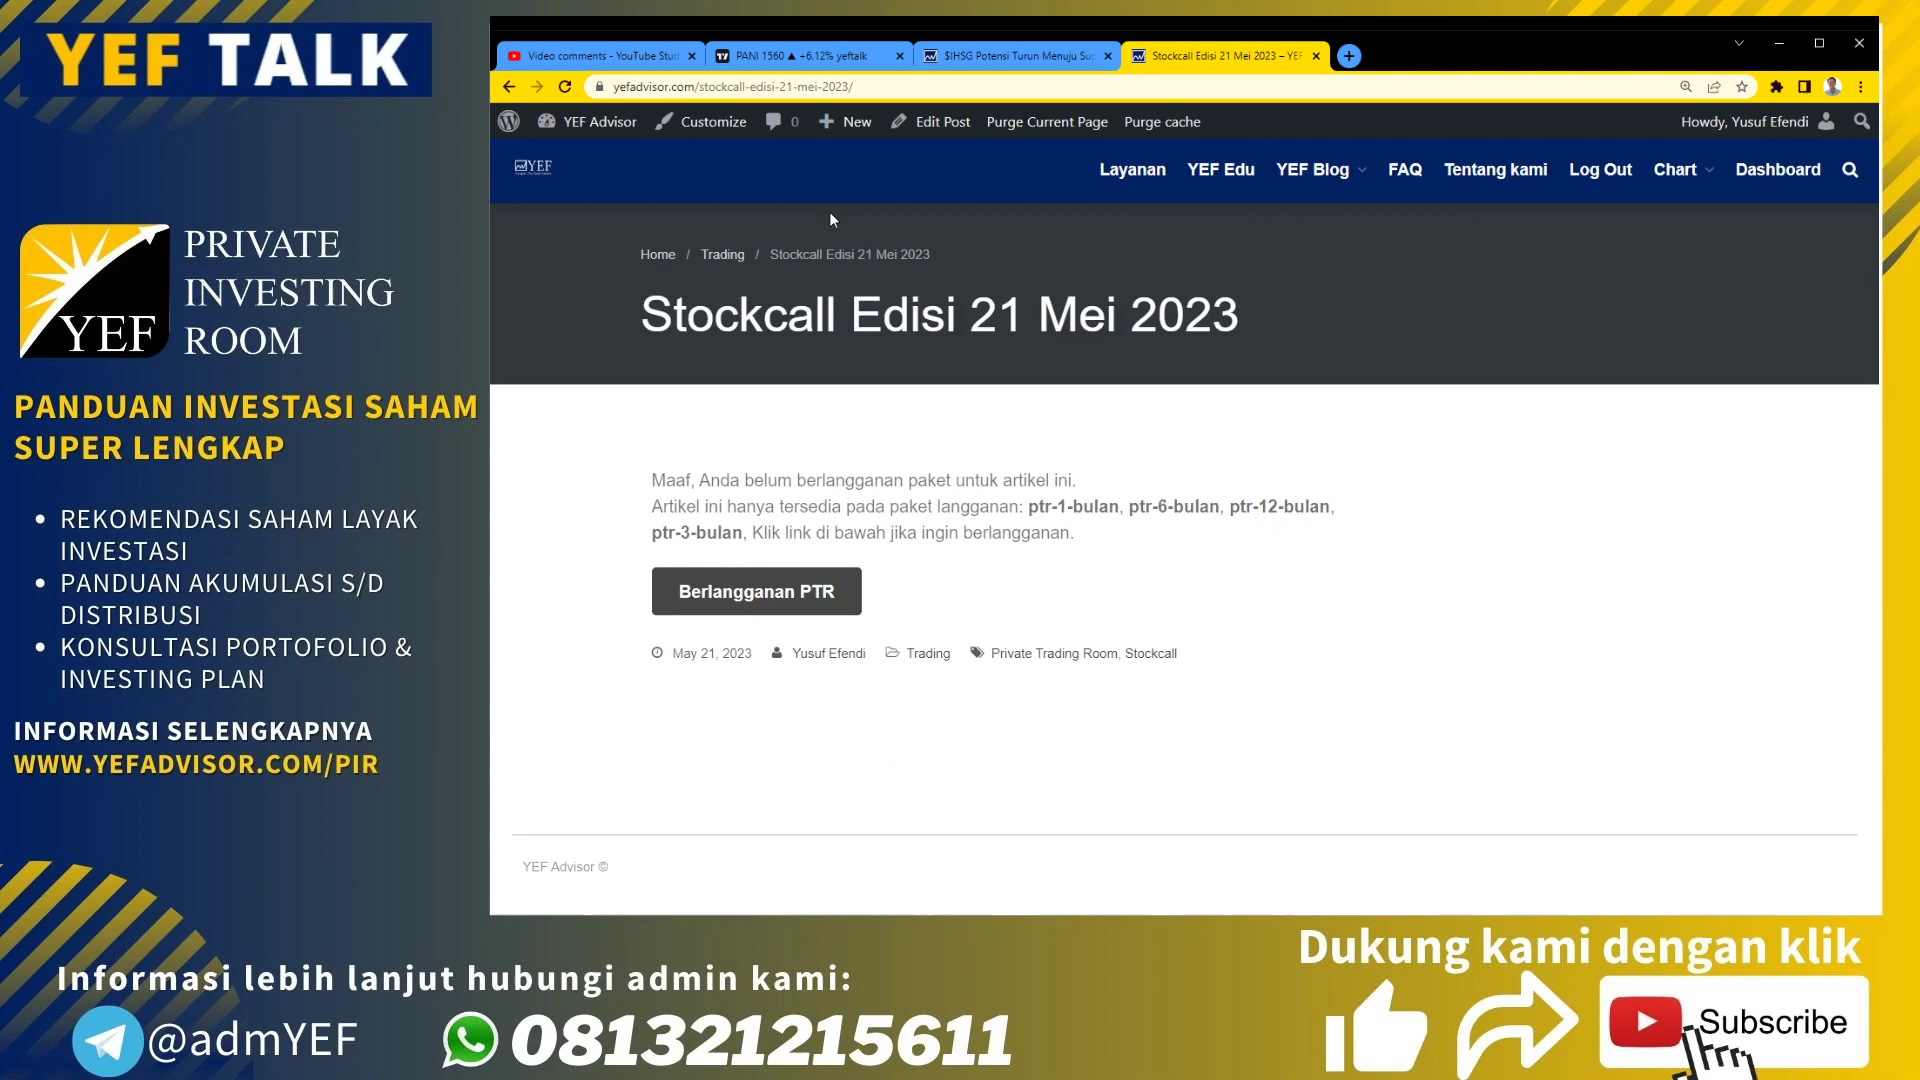 YEF TALK
YEF
PRIVATE
INVESTING
ROOM
PANDUAN INVESTASI SAHAM
SUPER LENGKAP
• REKOMENDASI SAHAM LAYAK
INVESTASI
• PANDUAN AKUMULASI S/D
DISTRIBUSI
• KONSULTASI PORTOFOLIO &
INVESTING PLAN
INFORMASI SELENGKAPNYA
WWW.YEFADVISOR.COM/PIR
Video comments - YouTube Stud
PANI 1560 ▲ +6.12% yeftalk
$IHSG Potensi Turun Menuju Sup
Stockcall Edisi 21 Mei 2023 – YEF
yefadvisor.com/stockcall-edisi-21-mei-2023/
YEF Advisor Customize 0 New Edit Post Purge Current Page Purge cache Howdy, Yusuf Efendi
YEF
Layanan YEF Edu YEF Blog FAQ Tentang kami Log Out Chart Dashboard
Home / Trading / Stockcall Edisi 21 Mei 2023
Stockcall Edisi 21 Mei 2023
Maaf, Anda belum berlangganan paket untuk artikel ini.
Artikel ini hanya tersedia pada paket langganan: ptr-1-bulan, ptr-6-bulan, ptr-12-bulan,
ptr-3-bulan, Klik link di bawah jika ingin berlangganan.
Berlangganan PTR
May 21, 2023 Yusuf Efendi Trading Private Trading Room, Stockcall
YEF Advisor ©
Informasi lebih lanjut hubungi admin kami:
@admYEF 081321215611
Dukung kami dengan klik
Subscribe